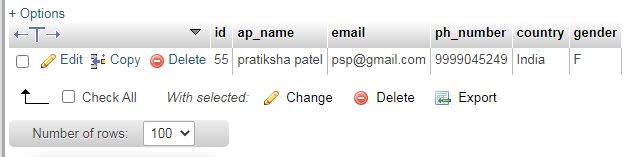 + Options
id ap_name email ph_number country gender
Edit Copy Delete 55 pratiksha patel psp@gmail.com 9999045249 India F
Check All With selected: Change Delete Export
Number of rows: 100